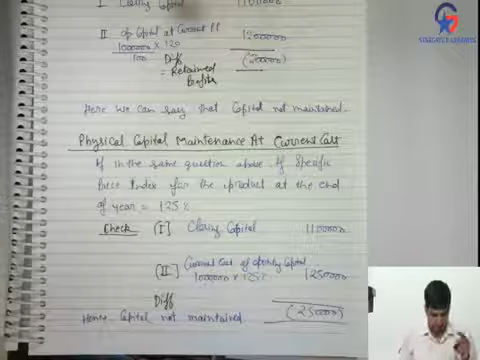 I Closing Capital 1100000
II Op Capital at Current P.I 1200000
1000000 x 120
100
Diff (100000)
= Retained Profits
Here we can say that Capital not maintained.
Physical Capital Maintenance At Current Cost
If in the same question above If Specific
Price Index for the product at the end
of year = 125%
Check (I) Closing Capital 1100000
(II) Current Cost of opening Capital
1000000 x 125% 1250000
Diff
Hence Capital not maintained